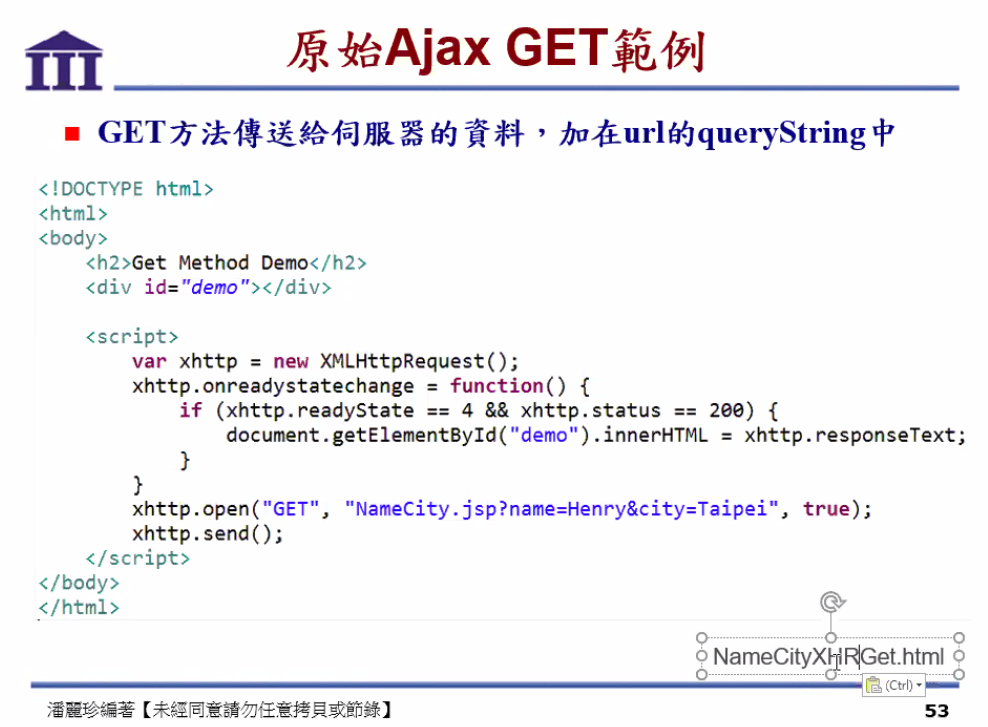 原始Ajax GET範例
GET方法傳送給伺服器的資料，加在url的queryString中
<!DOCTYPE html>
<html>
<body>
    <h2>Get Method Demo</h2>
    <div id="demo"></div>
    <script>
        var xhttp = new XMLHttpRequest();
        xhttp.onreadystatechange = function() {
            if (xhttp.readyState == 4 && xhttp.status == 200) {
                document.getElementById("demo").innerHTML = xhttp.responseText;
            }
        }
        xhttp.open("GET", "NameCity.jsp?name=Henry&city=Taipei", true);
        xhttp.send();
    </script>
</body>
</html>
NameCityXHRGet.html
(Ctrl)
潘麗珍編著【未經同意請勿任意拷貝或節錄】
53